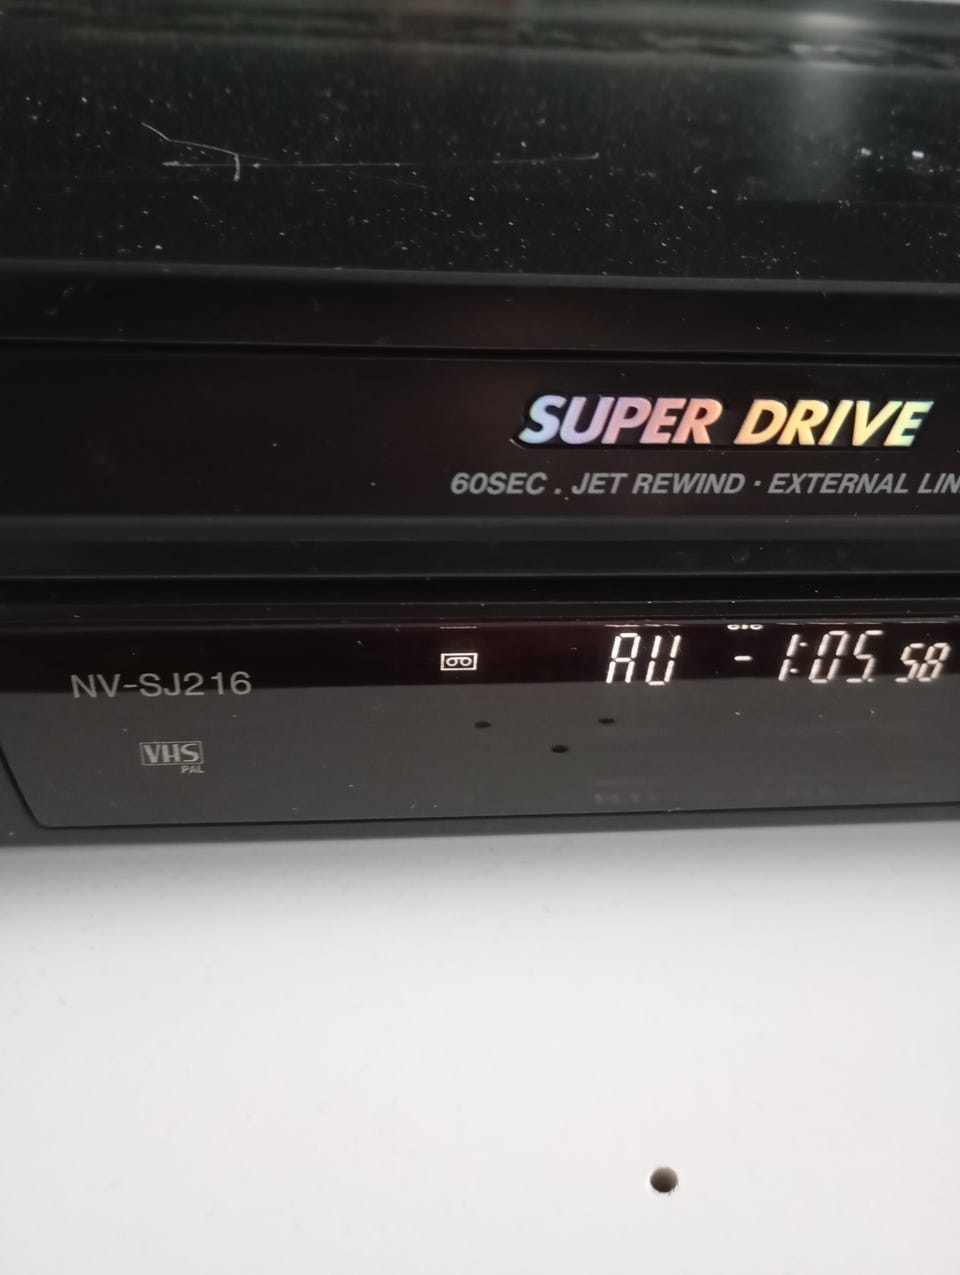 SUPER DRIVE
60SEC . JET REWIND · EXTERNAL LIN
AU -1:05.58
NV-SJ216
VHS
PAL